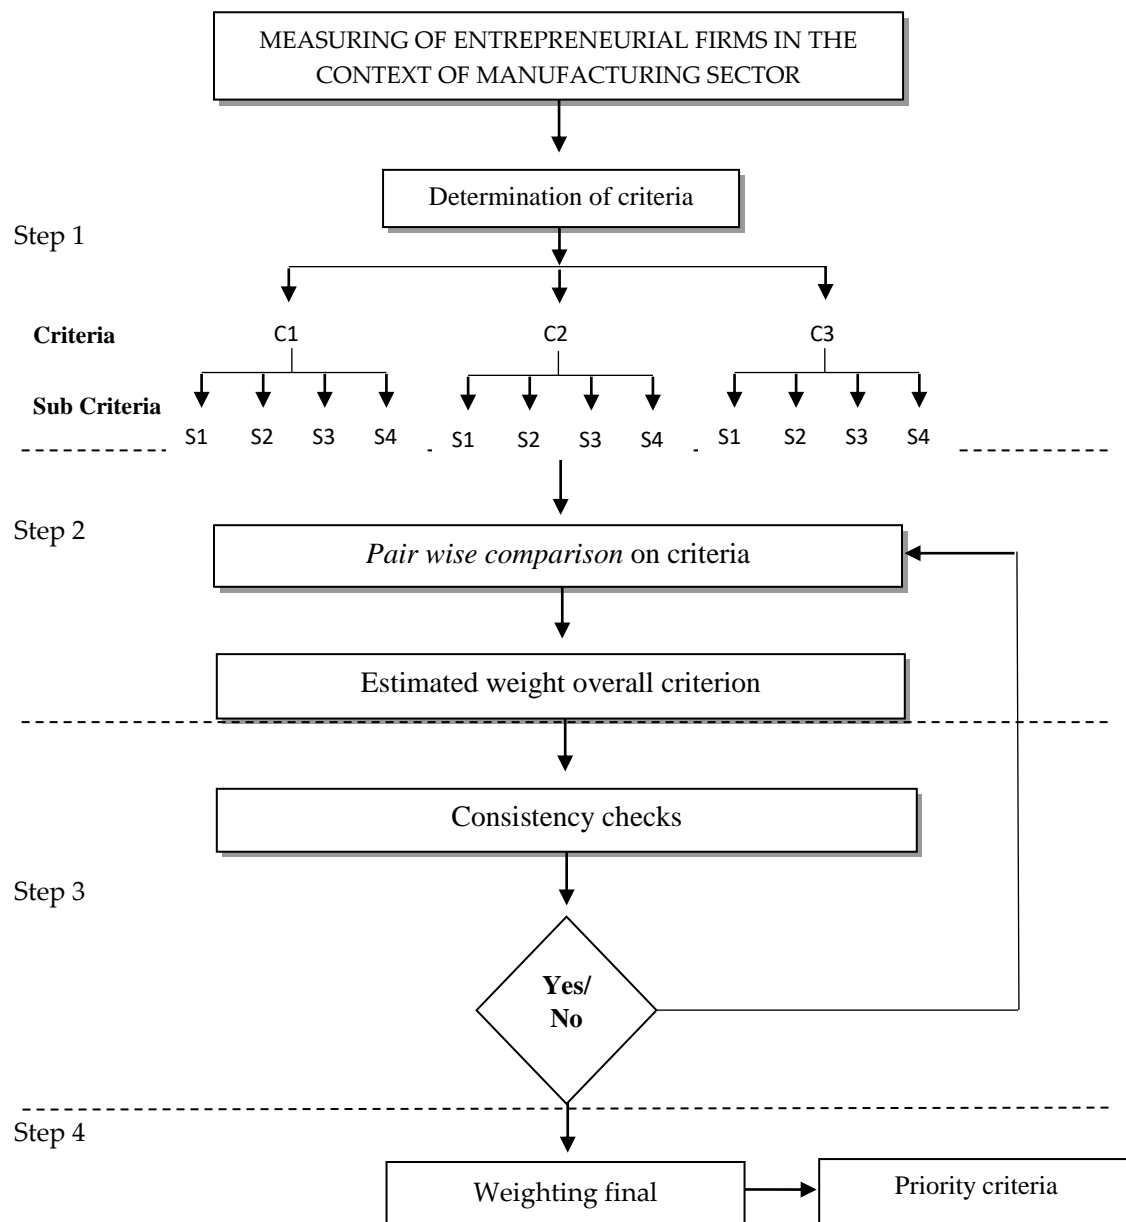 MEASURING OF ENTREPRENEURIAL FIRMS IN THE
CONTEXT OF MANUFACTURING SECTOR
Determination of criteria
Step 1
Criteria C1 C2 C3
Sub Criteria
S1 S2 S3 S4 S1 S2 S3 S4 S1 S2 S3 S4
Step 2
Pair wise comparison on criteria
Estimated weight overall criterion
Consistency checks
Step 3
Yes/
No
Step 4
Weighting final
Priority criteria